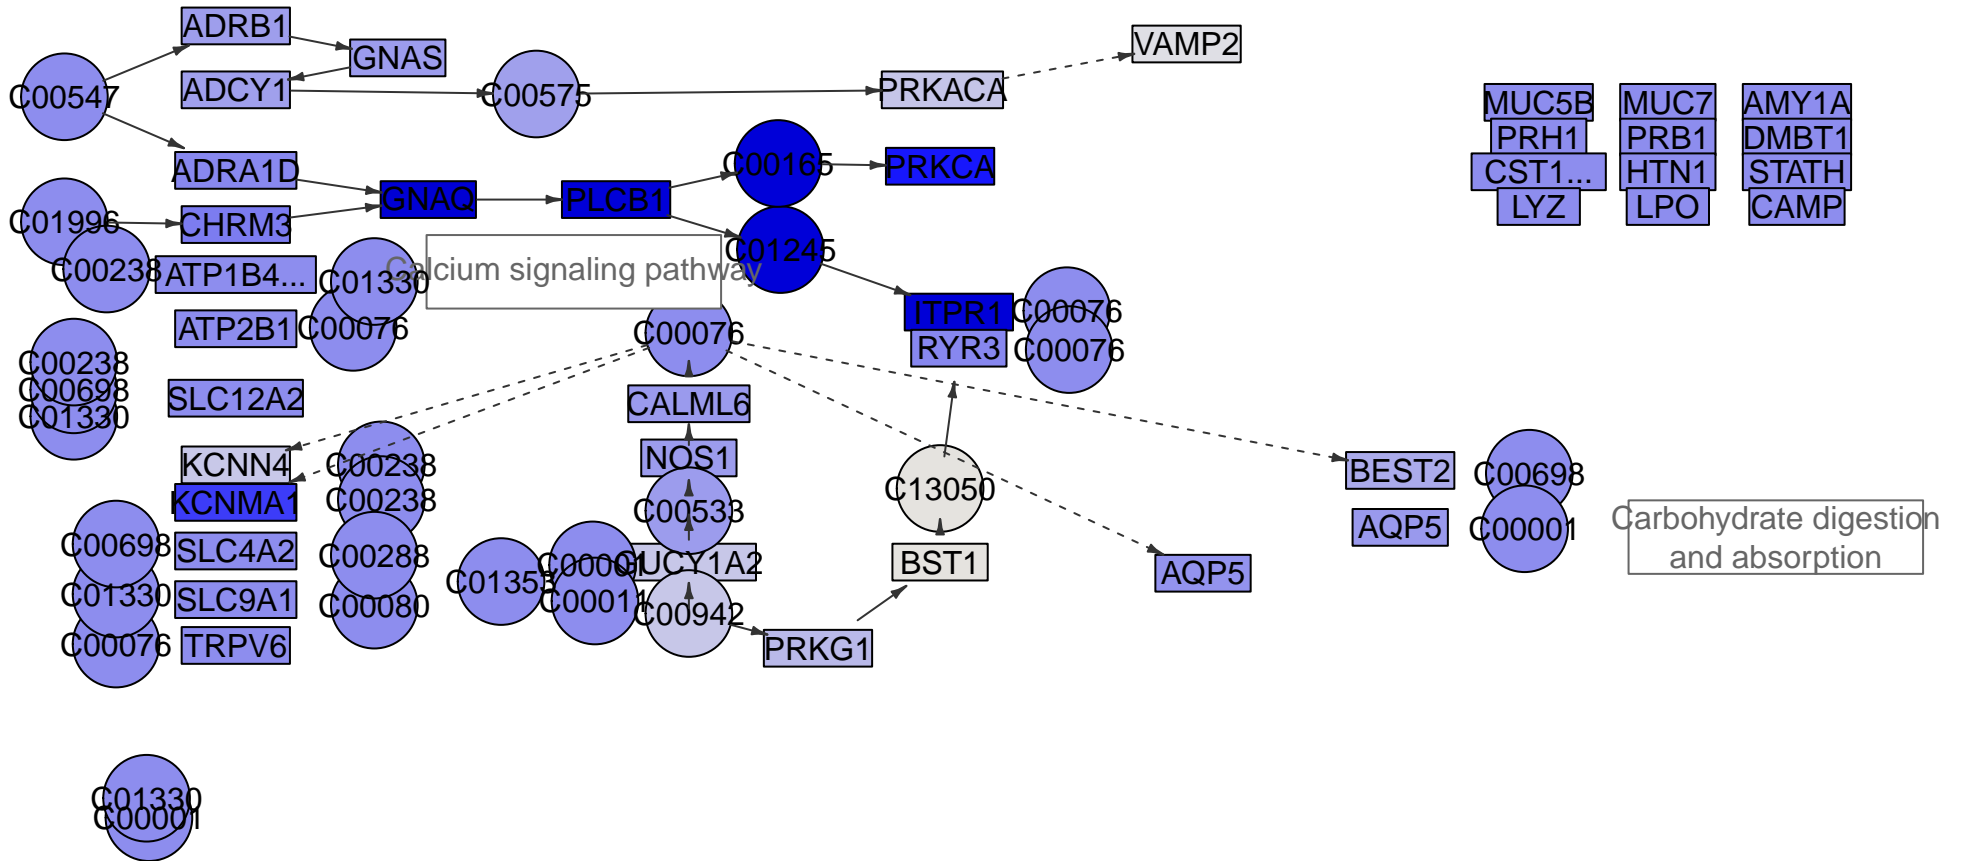 ADRB1
GNAS
VAMP2
C00547
ADCY1
C00575
PRKACA
MUC5B
MUC7
AMY1A
PRH1
PRB1
DMBT1
ADRA1D
C00165
PRKCA
CST1...
HTN1
STATH
GNAQ
PLCB1
LYZ
LPO
CAMP
C01996
CHRM3
C01245
C00238
ATP1B4...
C01330
Calcium signaling pathway
ATP2B1
C00076
C00076
ITPR1
C00076
RYR3
C00076
C00238
C00698
C01330
SLC12A2
CALML6
KCNN4
C00238
NOS1
BEST2
C00698
KCNMA1
C00238
C00533
C13050
AQP5
C00001
Carbohydrate digestion
and absorption
C00698
SLC4A2
C00288
C01353
C00001
GUCY1A2
BST1
AQP5
C01330
SLC9A1
C00080
C00011
C00942
C00076
TRPV6
PRKG1
C01330
C00001